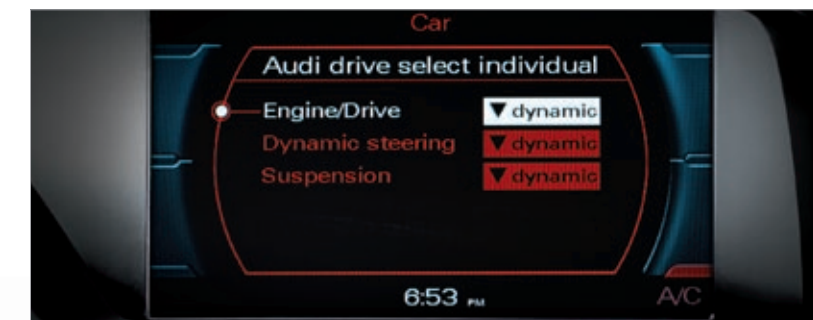 Car
Audi drive select individual
Engine/Drive ▼ dynamic
Dynamic steering ▼ dynamic
Suspension ▼ dynamic
6:53 PM
A/C